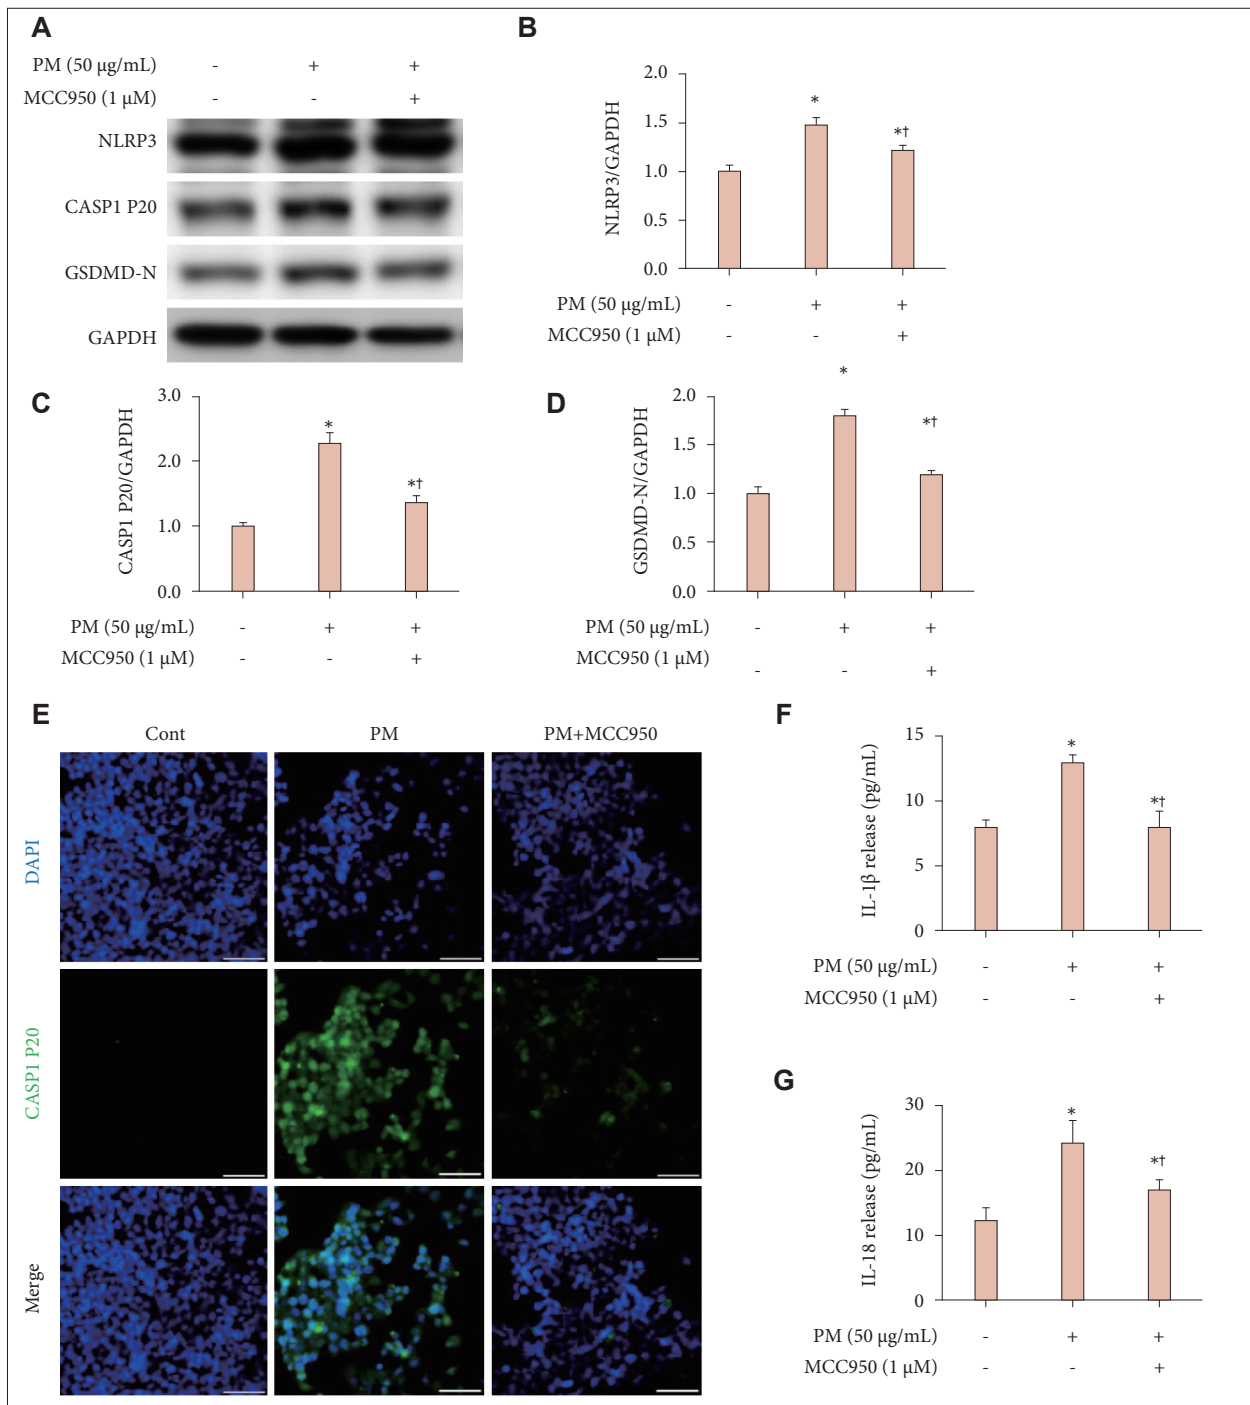 A
PM (50 µg/mL) - + +
MCC950 (1 µM) - - +
NLRP3
CASP1 P20
GSDMD-N
GAPDH
B
NLRP3/GAPDH
2.0
1.5
1.0
0.5
0.0
*
*†
PM (50 µg/mL) - + +
MCC950 (1 µM) - - +
C
CASP1 P20/GAPDH
3.0
2.0
1.0
0.0
*
*†
PM (50 µg/mL) - + +
MCC950 (1 µM) - - +
D
GSDMD-N/GAPDH
2.0
1.5
1.0
0.5
0.0
*
*†
PM (50 µg/mL) - + +
MCC950 (1 µM) - - +
E
Cont PM PM+MCC950
DAPI
CASP1 P20
Merge
F
IL-1β release (pg/mL)
15
10
5
0
*
*†
PM (50 µg/mL) - + +
MCC950 (1 µM) - - +
G
IL-18 release (pg/mL)
30
20
10
0
*
*†
PM (50 µg/mL) - + +
MCC950 (1 µM) - - +